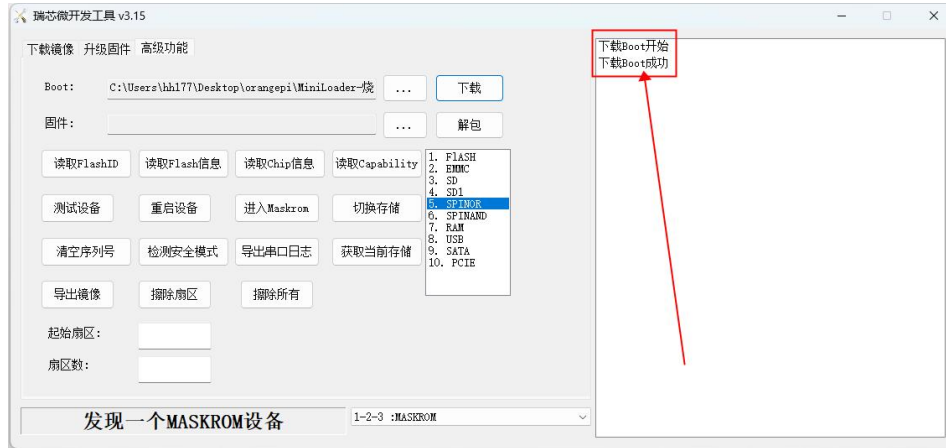 瑞芯微开发工具 v3.15
下载镜像 升级固件 高级功能
Boot: C:\Users\hh177\Desktop\orangepi\MiniLoader-烧 ... 下载
固件: ... 解包
读取FlashID 读取Flash信息 读取Chip信息 读取Capability
测试设备 重启设备 进入Maskrom 切换存储
清空序列号 检测安全模式 导出串口日志 获取当前存储
导出镜像 擦除扇区 擦除所有
1. FlASH
2. EMMC
3. SD
4. SD1
5. SPINOR
6. SPINAND
7. RAM
8. USB
9. SATA
10. PCIE
起始扇区:
扇区数:
发现一个MASKROM设备 1-2-3 :MASKROM
下载Boot开始
下载Boot成功